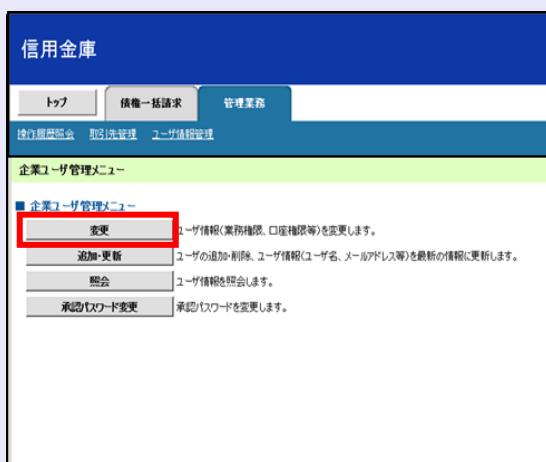 信用金庫
トップ 債権一括請求 管理業務
操作履歴照会 取引先管理 ユーザ情報管理
企業ユーザ管理メニュー
■ 企業ユーザ管理メニュー
変更 ユーザ情報(業務権限、口座権限等)を変更します。
追加・更新 ユーザの追加・削除、ユーザ情報(ユーザ名、メールアドレス等)を最新の情報に更新します。
照会 ユーザ情報を照会します。
承認パスワード変更 承認パスワードを変更します。